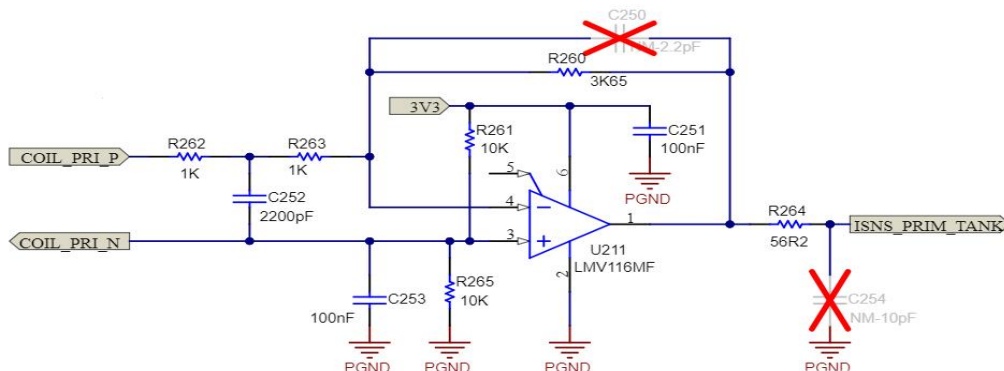 C250
NM-2.2pF
R260
3K65
3V3
R261
10K
C251
100nF
PGND
COIL_PRI_P
R262
1K
R263
1K
C252
2200pF
5
6
4
3
1
2
U211
LMV116MF
R264
56R2
ISNS_PRIM_TANK
COIL_PRI_N
C253
100nF
R265
10K
C254
NM-10pF
PGND
PGND
PGND
PGND